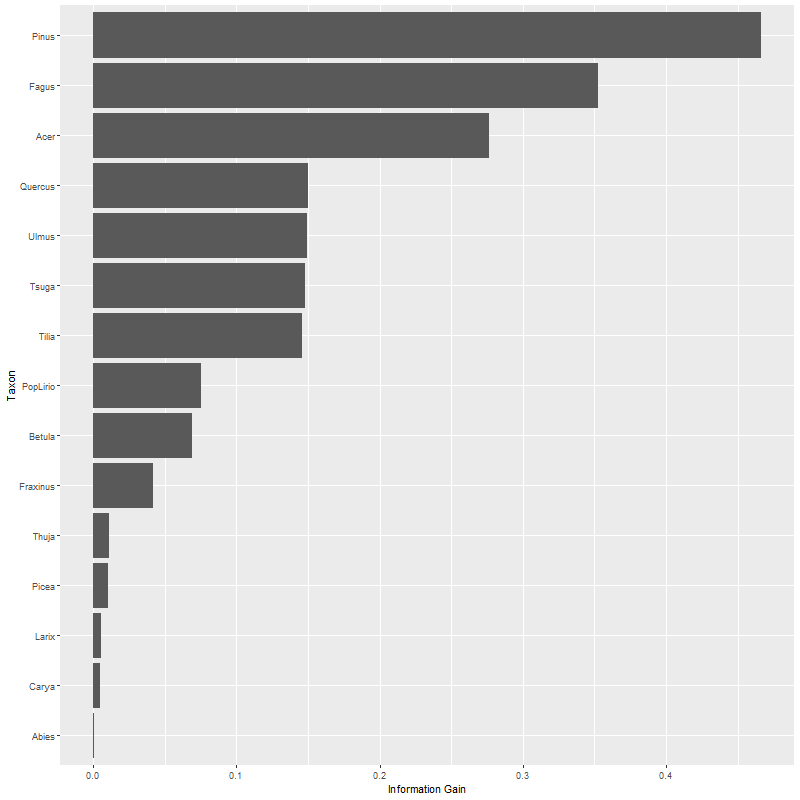 Pinus
Fagus
Acer
Quercus
Ulmus
Tsuga
Tilia
PopLirio
Betula
Fraxinus
Thuja
Picea
Larix
Carya
Abies
Taxon
0.0 0.1 0.2 0.3 0.4
Information Gain